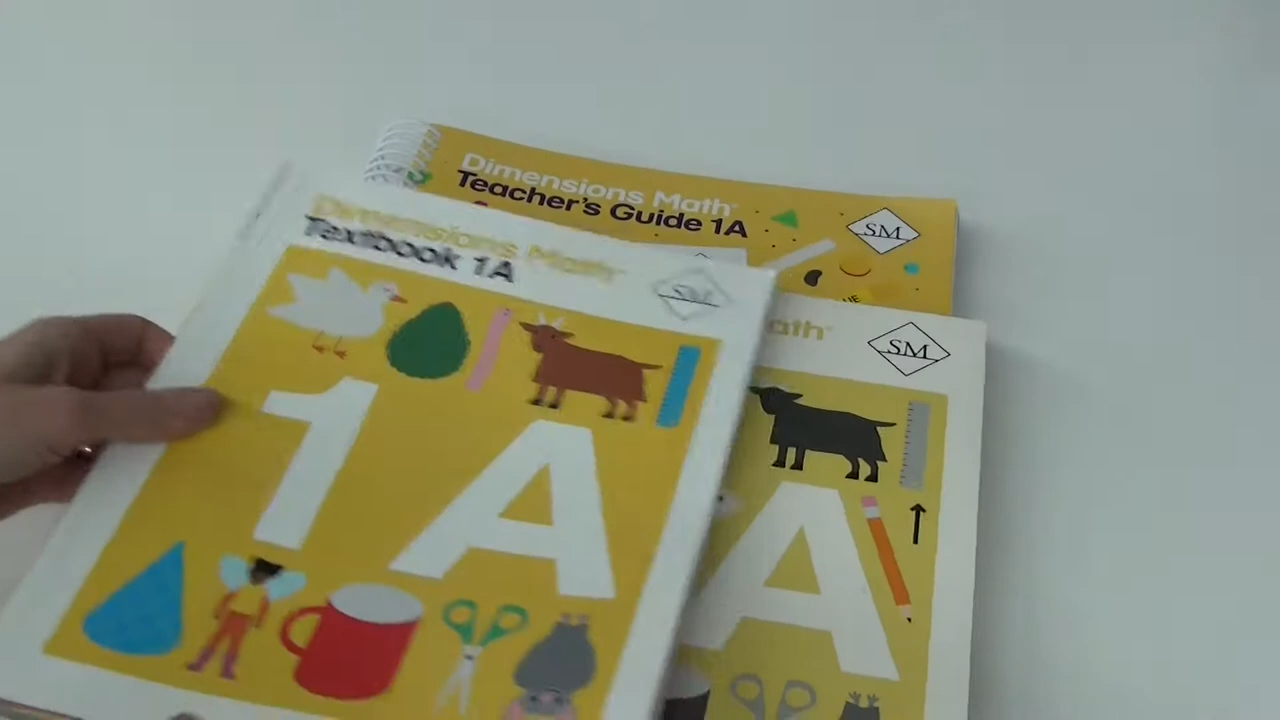 Dimensions Math®
Teacher's Guide 1A
SM
Dimensions Math®
Textbook 1A
SM
1A
ath®
SM
A